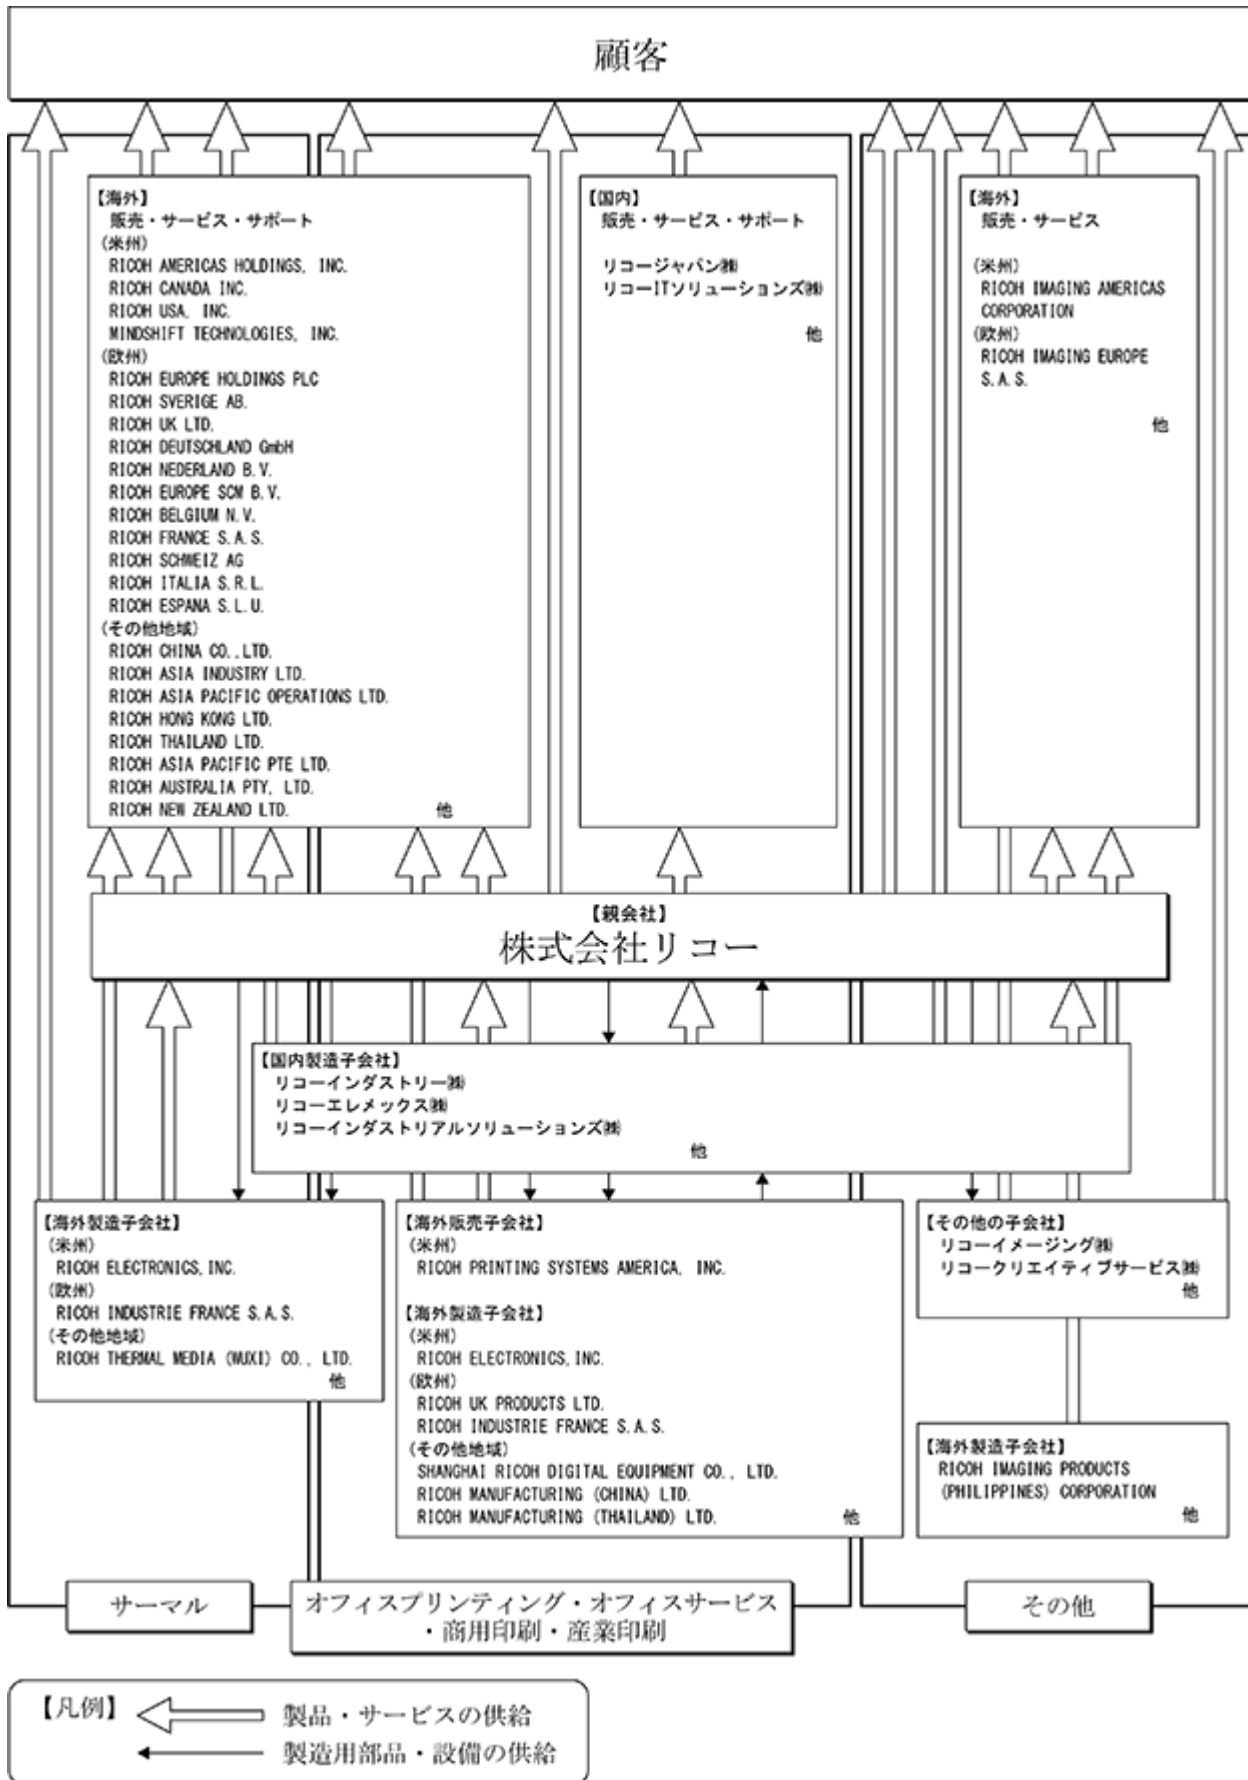 顧客
【海外】
販売・サービス・サポート
(米州)
RICOH AMERICAS HOLDINGS, INC.
RICOH CANADA INC.
RICOH USA, INC.
MINDSHIFT TECHNOLOGIES, INC.
(欧州)
RICOH EUROPE HOLDINGS PLC
RICOH SVERIGE AB.
RICOH UK LTD.
RICOH DEUTSCHLAND GmbH
RICOH NEDERLAND B.V.
RICOH EUROPE SCM B.V.
RICOH BELGIUM N.V.
RICOH FRANCE S.A.S.
RICOH SCHWEIZ AG
RICOH ITALIA S.R.L.
RICOH ESPANA S.L.U.
(その他地域)
RICOH CHINA CO.,LTD.
RICOH ASIA INDUSTRY LTD.
RICOH ASIA PACIFIC OPERATIONS LTD.
RICOH HONG KONG LTD.
RICOH THAILAND LTD.
RICOH ASIA PACIFIC PTE LTD.
RICOH AUSTRALIA PTY, LTD.
RICOH NEW ZEALAND LTD. 他
【国内】
販売・サービス・サポート
リコージャパン㈱
リコーITソリューションズ㈱
他
【海外】
販売・サービス
(米州)
RICOH IMAGING AMERICAS
CORPORATION
(欧州)
RICOH IMAGING EUROPE
S.A.S.
他
【親会社】
株式会社リコー
【国内製造子会社】
リコーインダストリー㈱
リコーエレメックス㈱
リコーインダストリアルソリューションズ㈱
他
【海外製造子会社】
(米州)
RICOH ELECTRONICS,INC.
(欧州)
RICOH INDUSTRIE FRANCE S.A.S.
(その他地域)
RICOH THERMAL MEDIA (WUXI) CO., LTD.
他
【海外販売子会社】
(米州)
RICOH PRINTING SYSTEMS AMERICA, INC.
【海外製造子会社】
(米州)
RICOH ELECTRONICS,INC.
(欧州)
RICOH UK PRODUCTS LTD.
RICOH INDUSTRIE FRANCE S.A.S.
(その他地域)
SHANGHAI RICOH DIGITAL EQUIPMENT CO., LTD.
RICOH MANUFACTURING (CHINA) LTD.
RICOH MANUFACTURING (THAILAND) LTD. 他
【その他の子会社】
リコーイメージング㈱
リコークリエイティブサービス㈱
他
【海外製造子会社】
RICOH IMAGING PRODUCTS
(PHILIPPINES) CORPORATION
他
サーマル
オフィスプリンティング・オフィスサービス
・商用印刷・産業印刷
その他
【凡例】
製品・サービスの供給
製造用部品・設備の供給